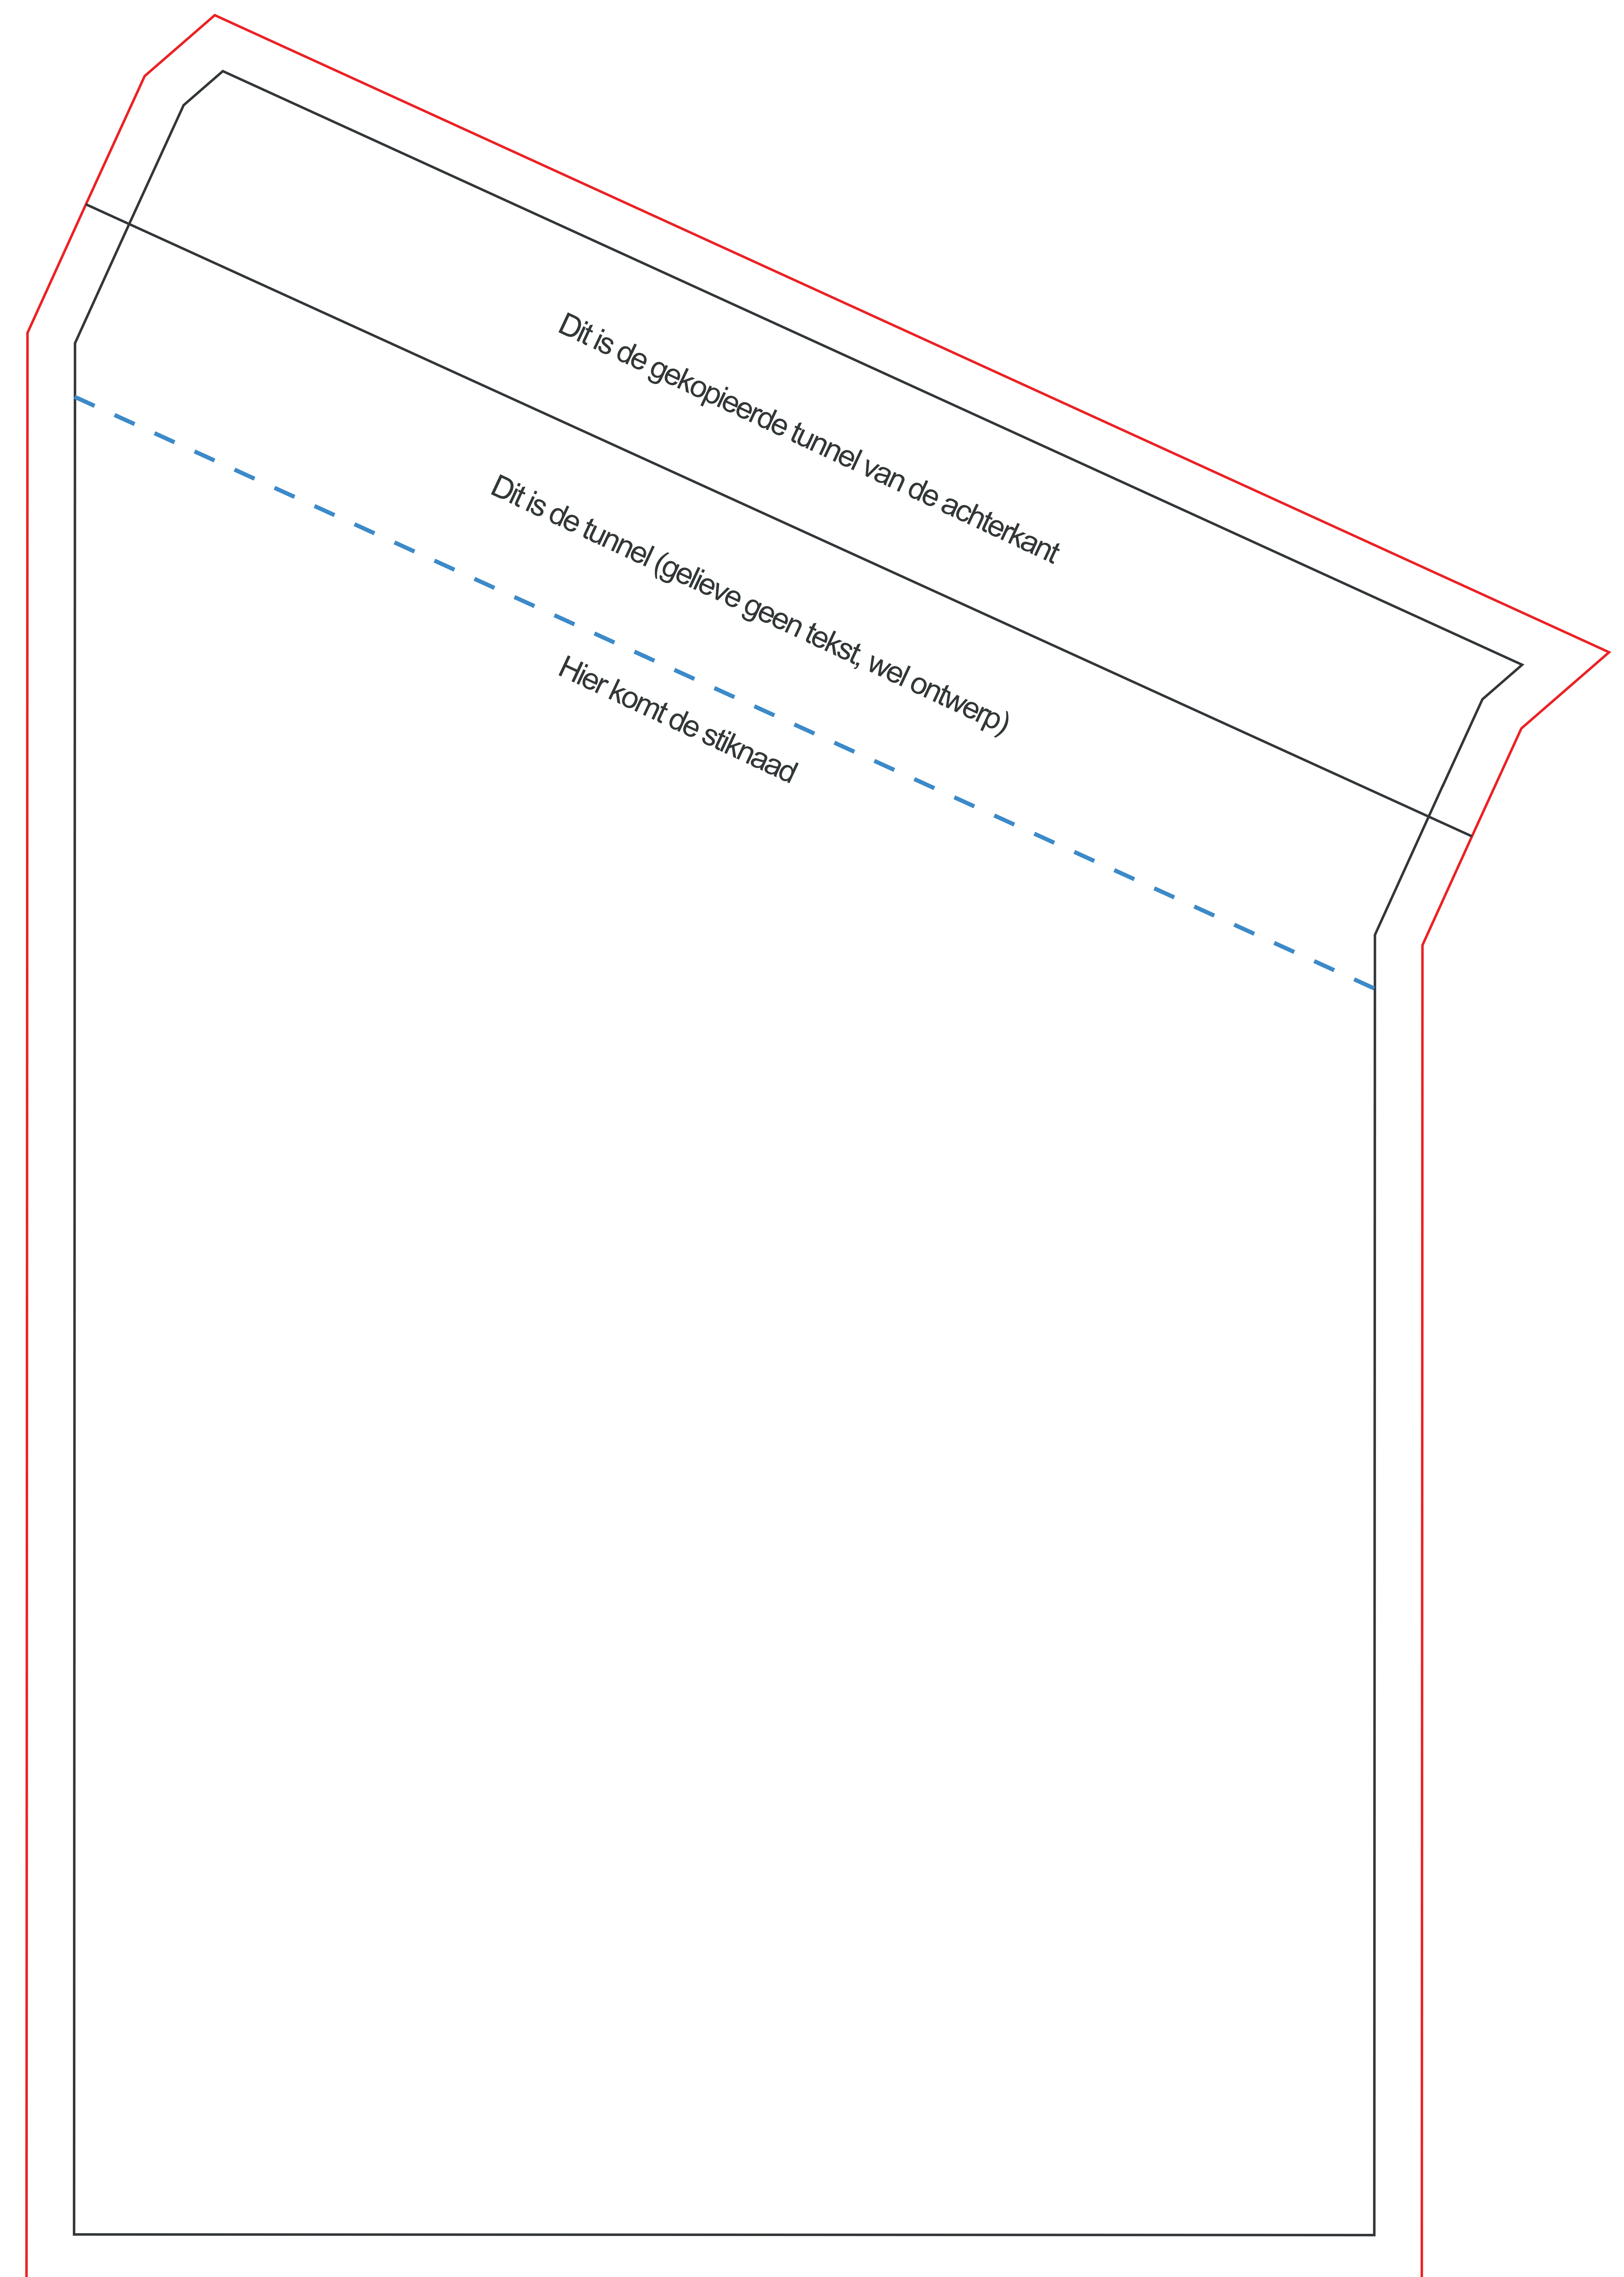 Dit is de gekopieerde tunnel van de achterkant
Dit is de tunnel (gelieve geen tekst, wel ontwerp)
Hier komt de stiknaad